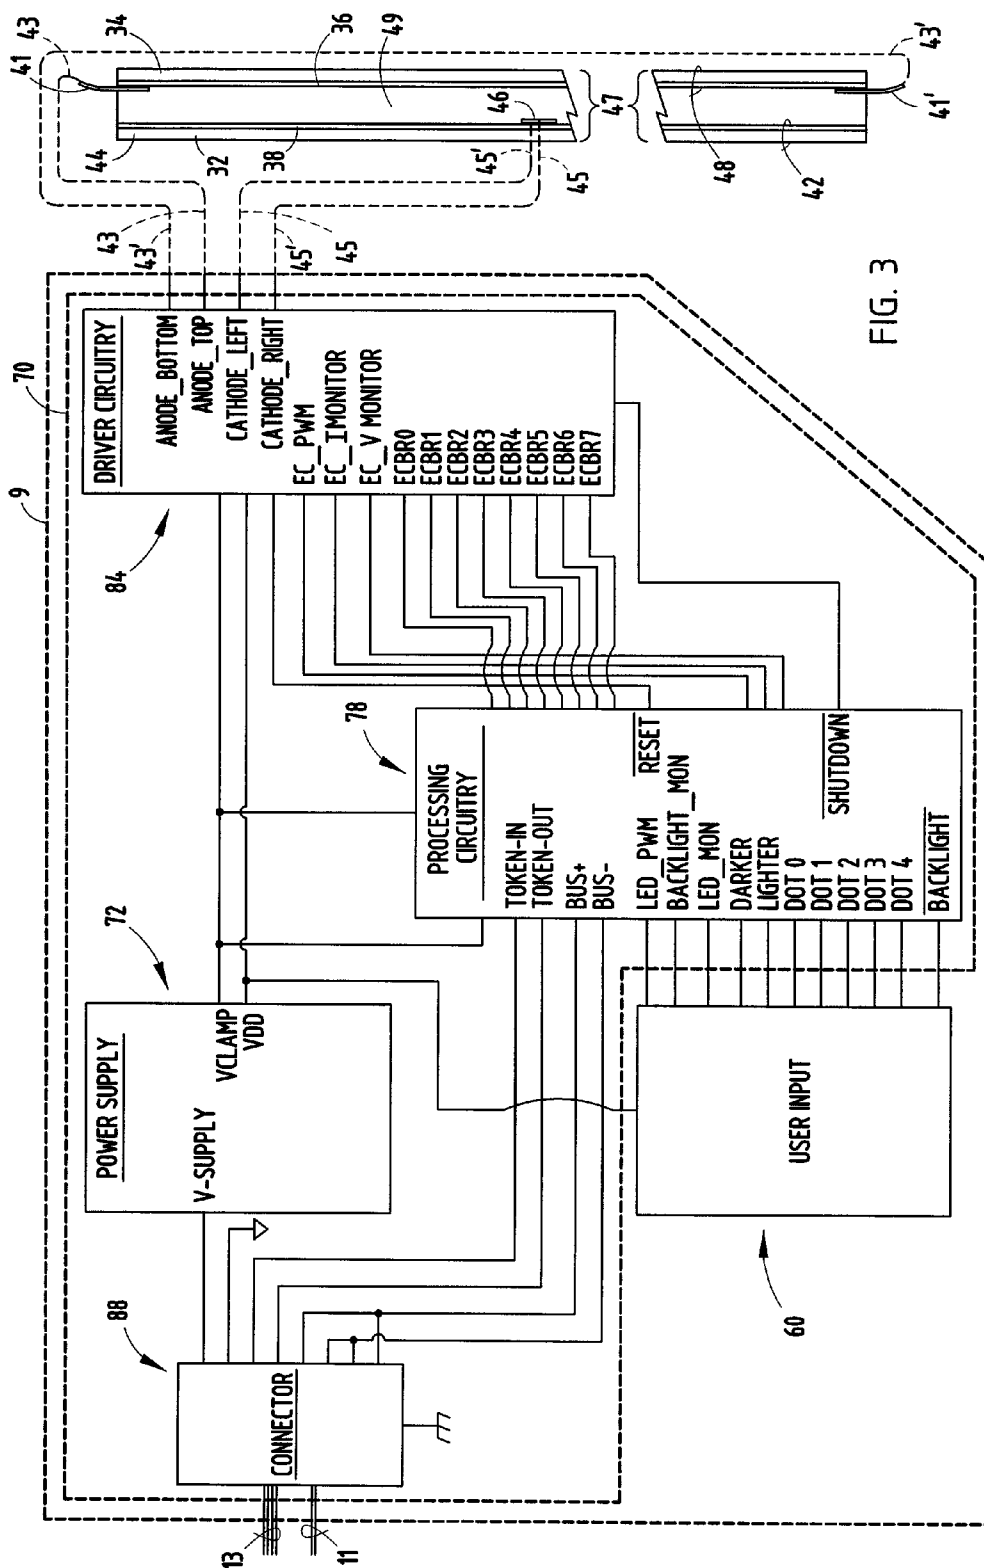 FIG. 3
9
70
88
72
84
78
60
13
11
CONNECTOR
POWER SUPPLY
V-SUPPLY
VCLAMP
VDD
DRIVER CIRCUITRY
ANODE_BOTTOM
ANODE_TOP
CATHODE_LEFT
CATHODE_RIGHT
EC_PWM
EC_IMONITOR
EC_V MONITOR
ECBR0
ECBR1
ECBR2
ECBR3
ECBR4
ECBR5
ECBR6
ECBR7
PROCESSING
CIRCUITRY
TOKEN-IN
TOKEN-OUT
BUS+
BUS-
RESET
LED_PWM
BACKLIGHT_MON
LED_MON
DARKER
LIGHTER
DOT 0
DOT 1
DOT 2
DOT 3
DOT 4
SHUTDOWN
BACKLIGHT
USER INPUT
43'
43
45
45'
43
41
34
36
49
44
32
38
46
45'
45
47
48
42
41'
43'